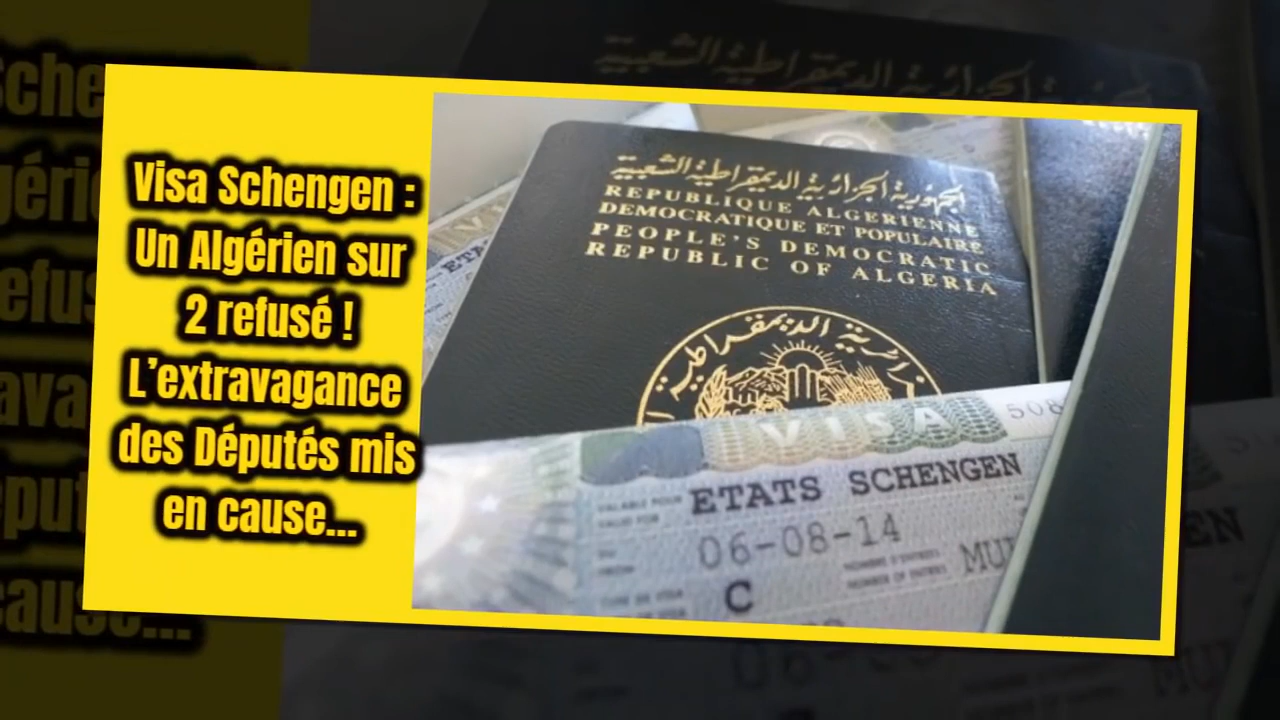 Visa Schengen :
Un Algérien sur
2 refusé !
L'extravagance
des Députés mis
en cause...
الجمهورية الجزائرية الديمقراطية الشعبية
REPUBLIQUE ALGERIENNE
DEMOCRATIQUE ET POPULAIRE
PEOPLE'S DEMOCRATIC
REPUBLIC OF ALGERIA
VISA
508
ETATS SCHENGEN
06-08-14
C